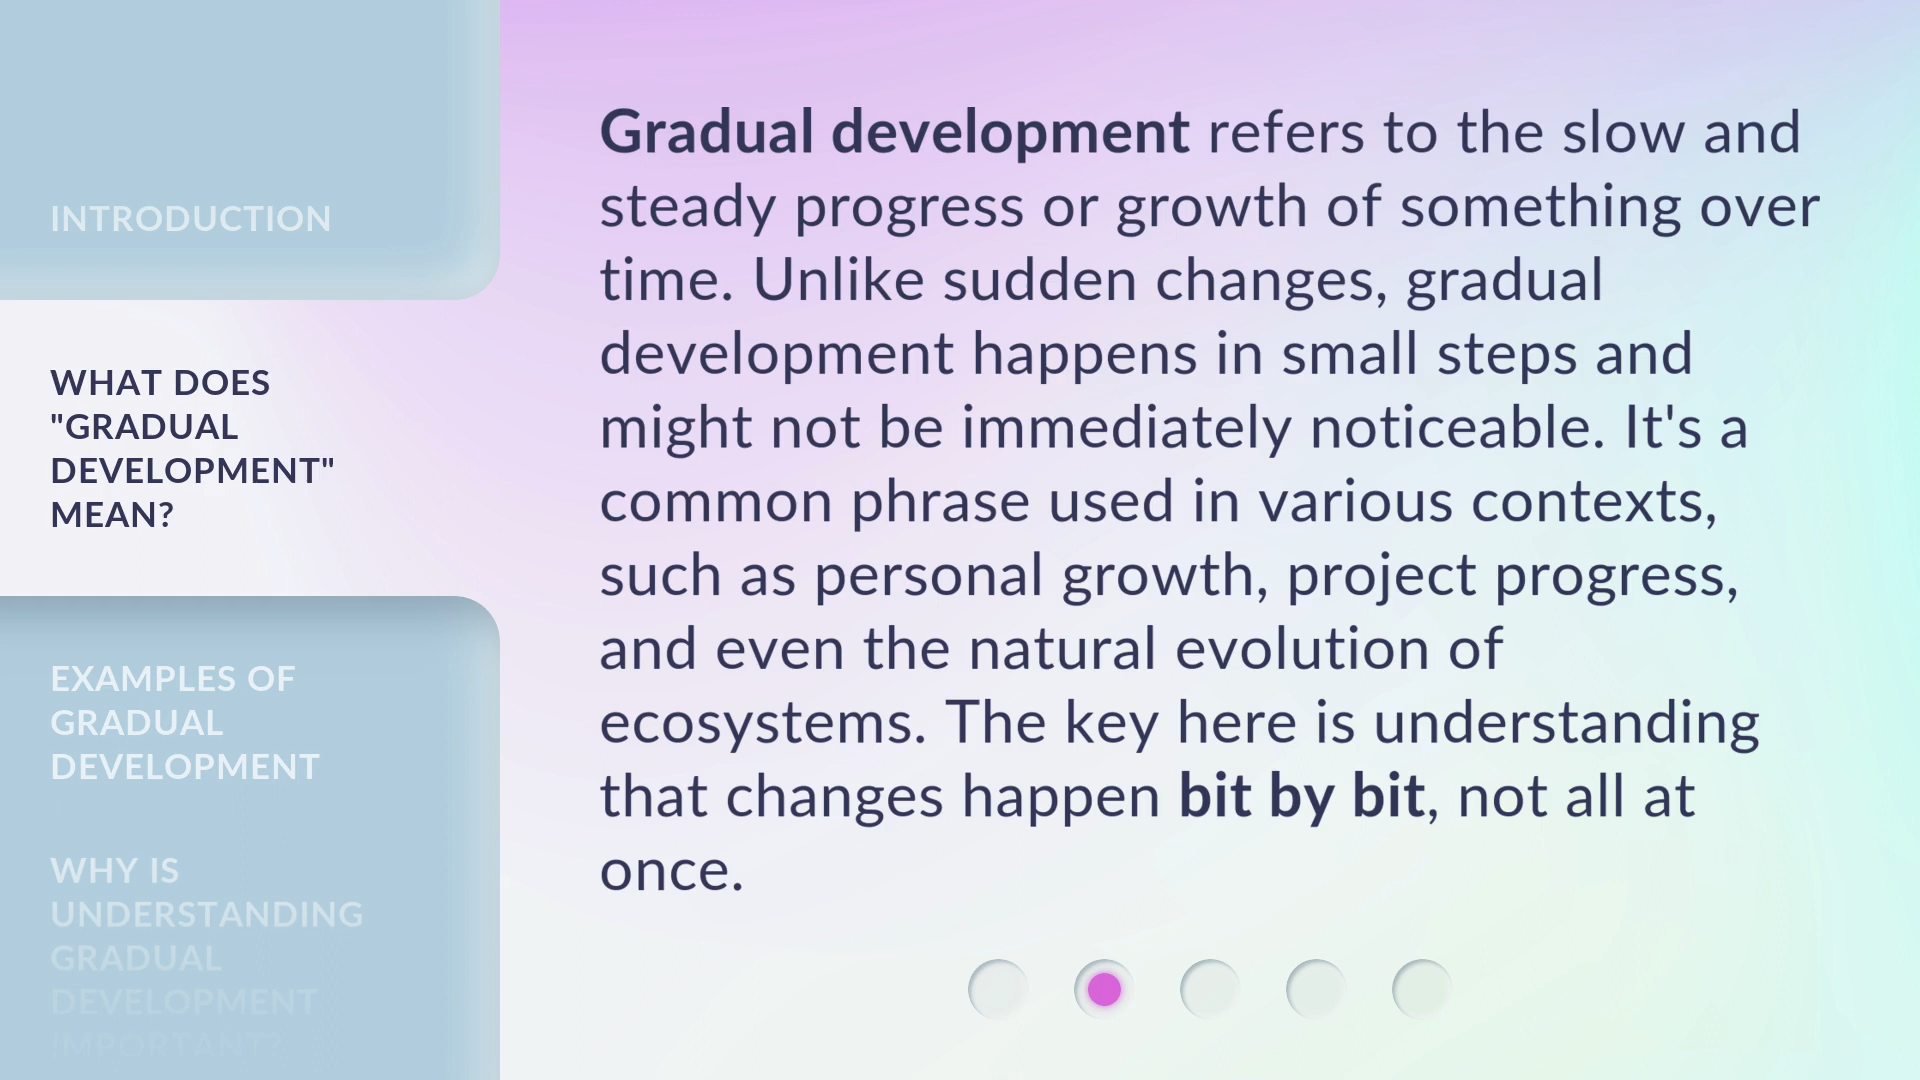 INTRODUCTION
WHAT DOES
"GRADUAL
DEVELOPMENT"
MEAN?
EXAMPLES OF
GRADUAL
DEVELOPMENT
WHY IS
UNDERSTANDING
GRADUAL
DEVELOPMENT
IMPORTANT?
Gradual development refers to the slow and
steady progress or growth of something over
time. Unlike sudden changes, gradual
development happens in small steps and
might not be immediately noticeable. It's a
common phrase used in various contexts,
such as personal growth, project progress,
and even the natural evolution of
ecosystems. The key here is understanding
that changes happen bit by bit, not all at
once.